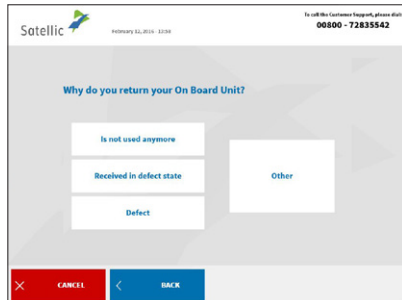 To call the Customer Support, please dial:
Satellic
February 12, 2016 - 12:58
00800 - 72835542
Why do you return your On Board Unit?
Is not used anymore
Received in defect state
Other
Defect
CANCEL
BACK